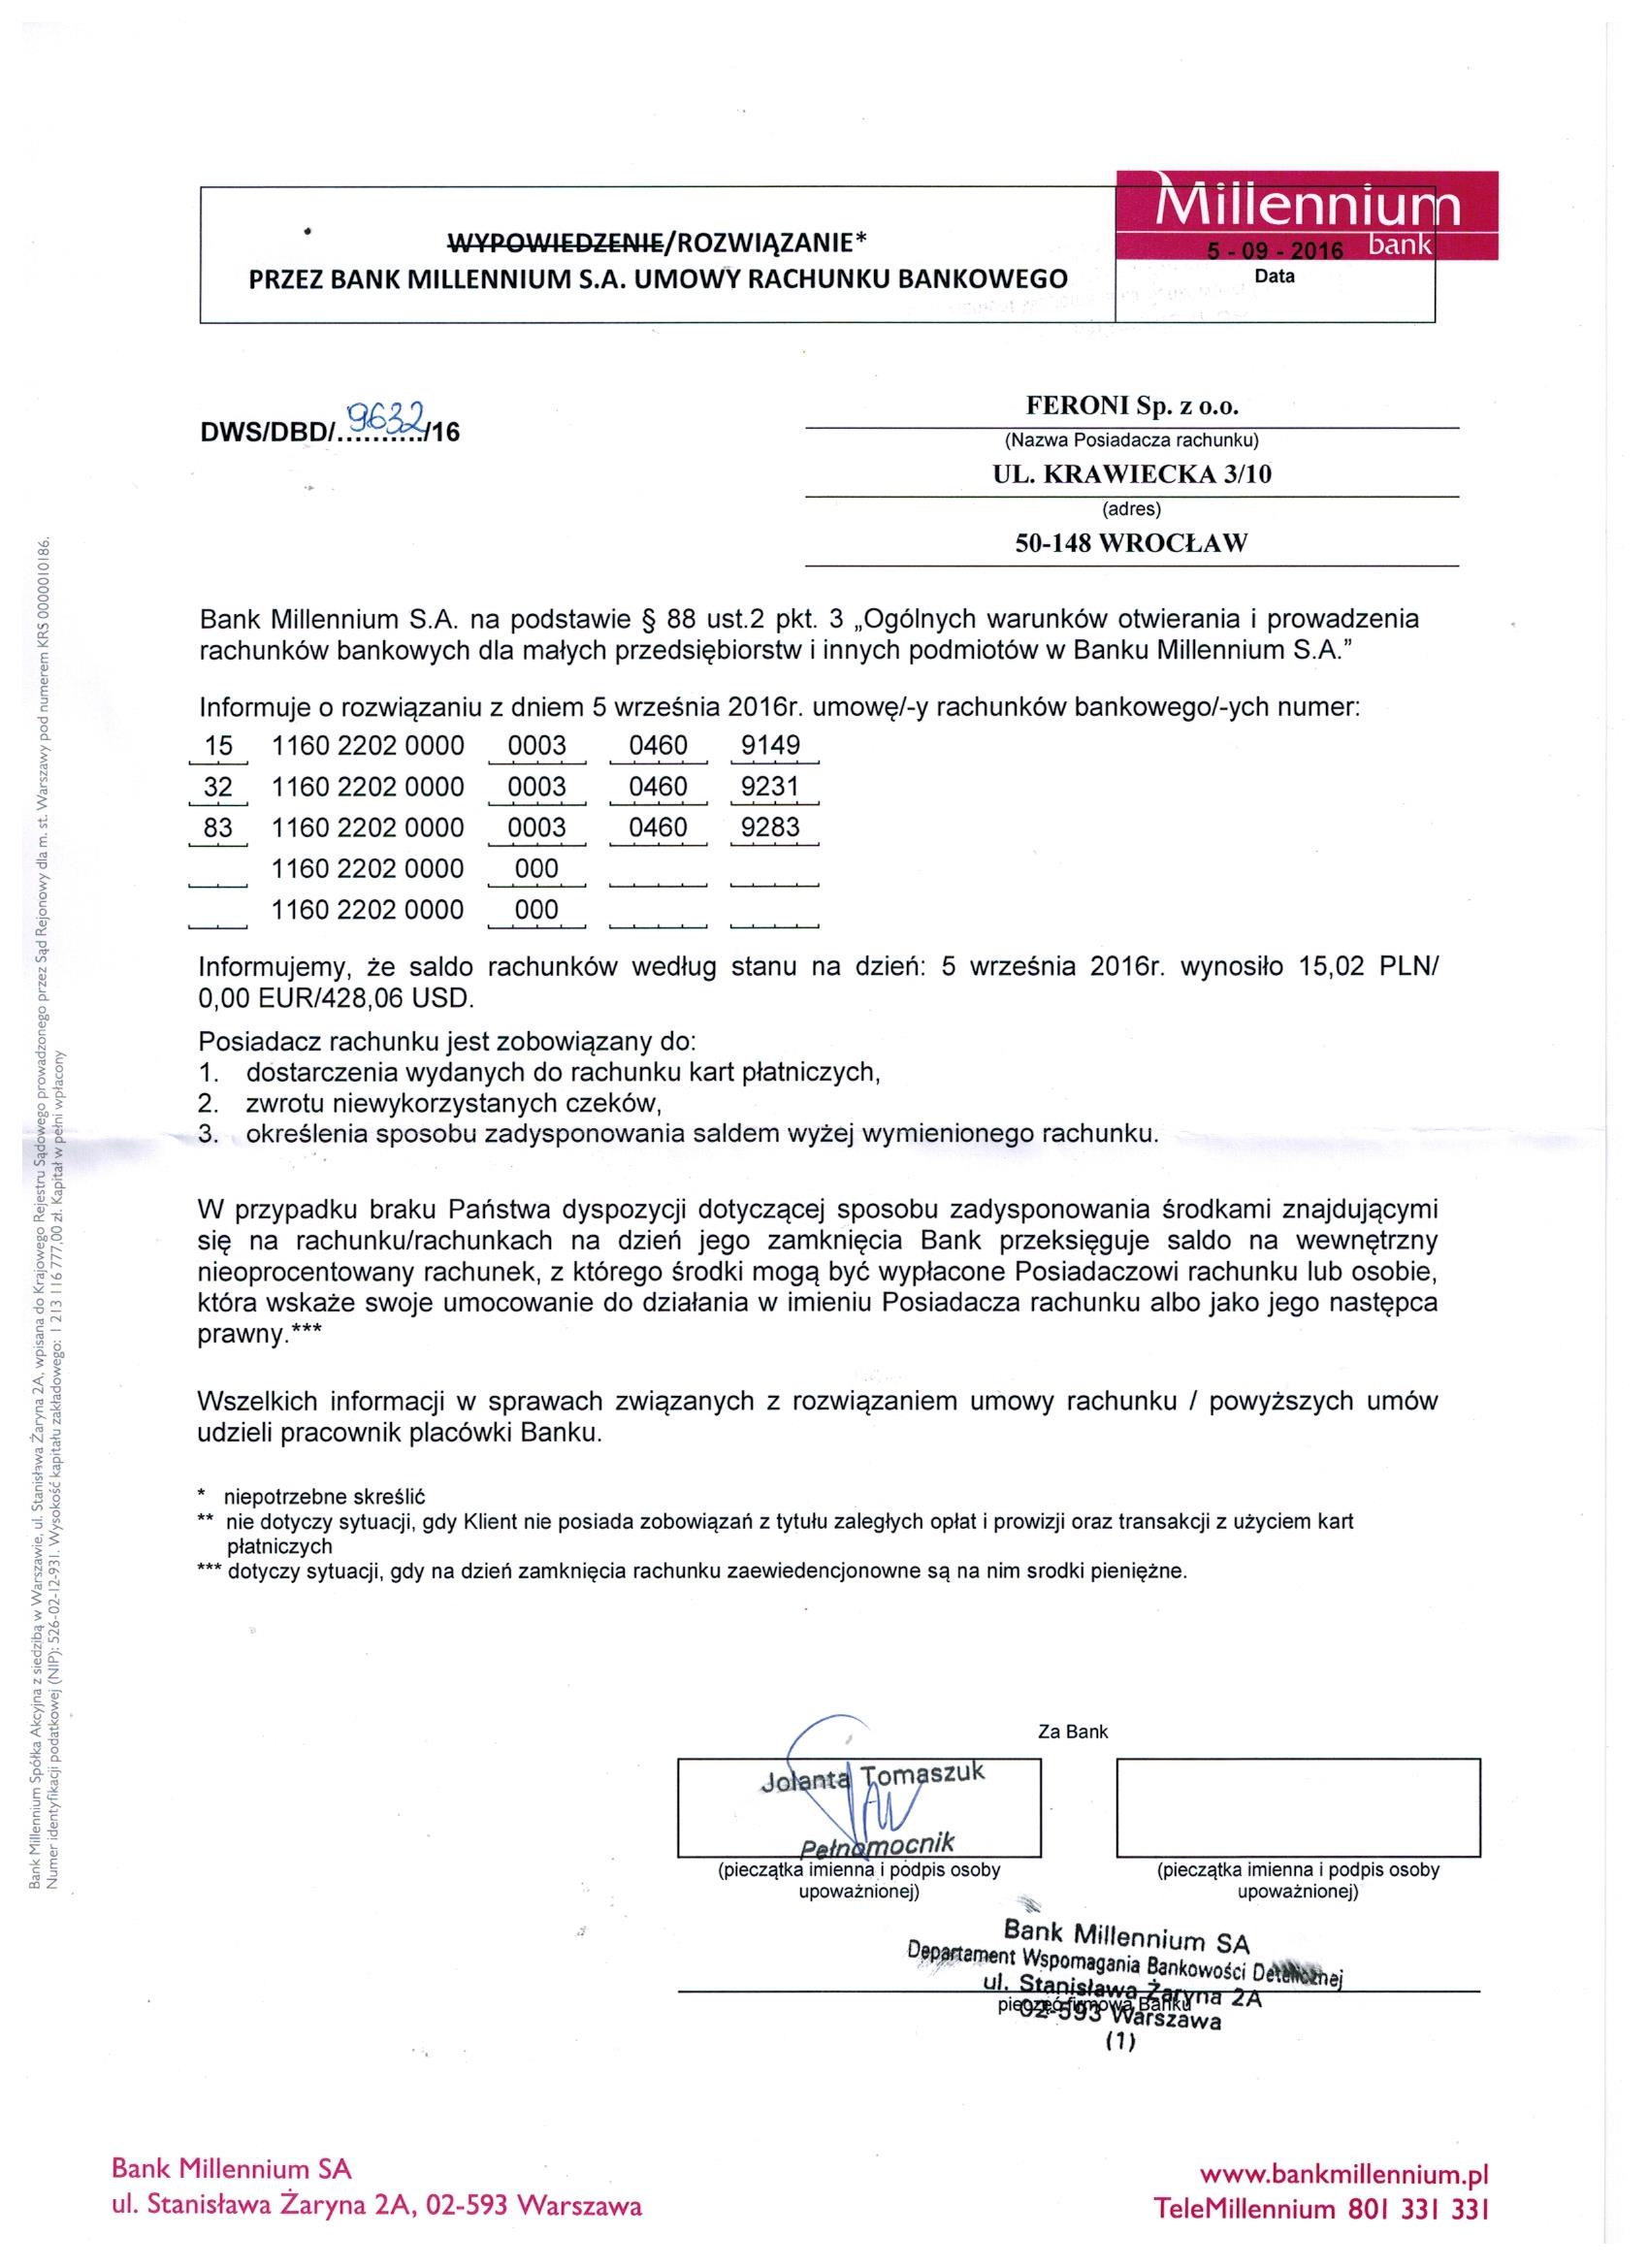 Millennium
bank
WYPOWIEDZENIE/ROZWIĄZANIE*
PRZEZ BANK MILLENNIUM S.A. UMOWY RACHUNKU BANKOWEGO
5 - 09 - 2016
Data
DWS/DBD/.9632./16
FERONI Sp. z o.o.
(Nazwa Posiadacza rachunku)
UL. KRAWIECKA 3/10
(adres)
50-148 WROCŁAW
Bank Millennium S.A. na podstawie § 88 ust.2 pkt. 3 „Ogólnych warunków otwierania i prowadzenia
rachunków bankowych dla małych przedsiębiorstw i innych podmiotów w Banku Millennium S.A.”
Informuje o rozwiązaniu z dniem 5 września 2016r. umowę/-y rachunków bankowego/-ych numer:
15 1160 2202 0000 0003 0460 9149
32 1160 2202 0000 0003 0460 9231
83 1160 2202 0000 0003 0460 9283
1160 2202 0000 000
1160 2202 0000 000
Informujemy, że saldo rachunków według stanu na dzień: 5 września 2016r. wynosiło 15,02 PLN/
0,00 EUR/428,06 USD.
Posiadacz rachunku jest zobowiązany do:
1. dostarczenia wydanych do rachunku kart płatniczych,
2. zwrotu niewykorzystanych czeków,
3. określenia sposobu zadysponowania saldem wyżej wymienionego rachunku.
W przypadku braku Państwa dyspozycji dotyczącej sposobu zadysponowania środkami znajdującymi
się na rachunku/rachunkach na dzień jego zamknięcia Bank przeksięguje saldo na wewnętrzny
nieoprocentowany rachunek, z którego środki mogą być wypłacone Posiadaczowi rachunku lub osobie,
która wskaże swoje umocowanie do działania w imieniu Posiadacza rachunku albo jako jego następca
prawny.***
Wszelkich informacji w sprawach związanych z rozwiązaniem umowy rachunku / powyższych umów
udzieli pracownik placówki Banku.
* niepotrzebne skreślić
** nie dotyczy sytuacji, gdy Klient nie posiada zobowiązań z tytułu zaległych opłat i prowizji oraz transakcji z użyciem kart
płatniczych
*** dotyczy sytuacji, gdy na dzień zamknięcia rachunku zaewiedencjonowne są na nim srodki pieniężne.
Za Bank
Jolanta Tomaszuk
Pełnomocnik
(pieczątka imienna i podpis osoby
upoważnionej)
(pieczątka imienna i podpis osoby
upoważnionej)
Bank Millennium SA
Departament Wspomagania Bankowości Detalicznej
ul. Stanisława Żaryna 2A
pieczęć firmowa Banku
02-593 Warszawa
(1)
Bank Millennium SA
ul. Stanisława Żaryna 2A, 02-593 Warszawa
www.bankmillennium.pl
TeleMillennium 801 331 331
Bank Millennium Spółka Akcyjna z siedzibą w Warszawie, ul. Stanisława Żaryna 2A, wpisana do Krajowego Rejestru Sądowego prowadzonego przez Sąd Rejonowy dla m. st. Warszawy pod numerem KRS 0000010186.
Numer identyfikacji podatkowej (NIP): 526-02-12-931. Wysokość kapitału zakładowego: 1 213 116 777,00 zł. Kapitał w pełni wpłacony